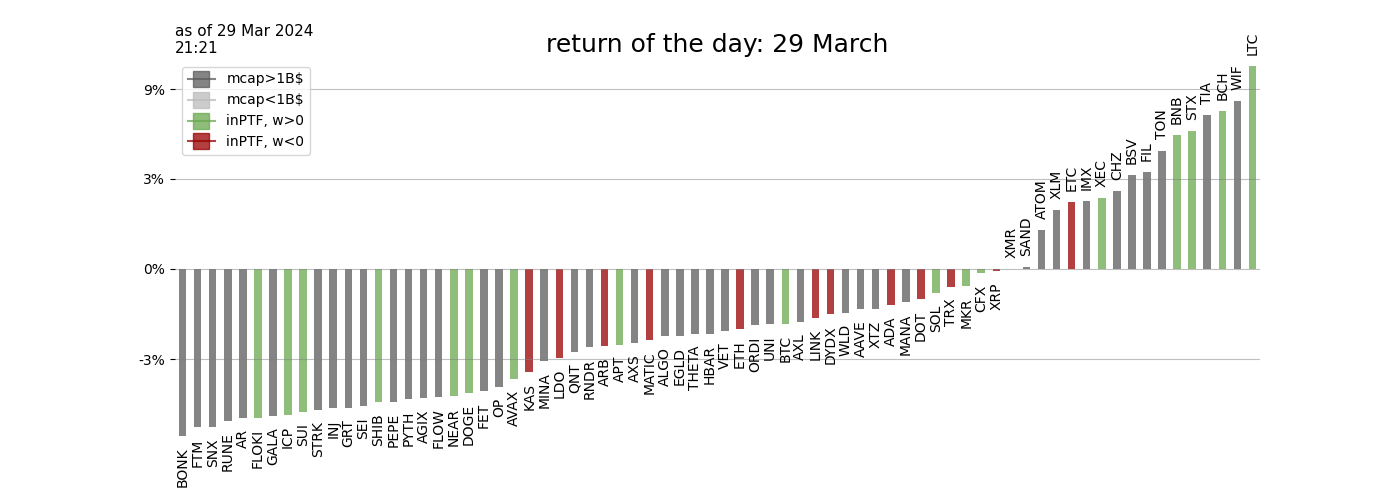 as of 29 Mar 2024
21:21
return of the day: 29 March
mcap>1B$
mcap<1B$
inPTF, w>0
inPTF, w<0
9%
3%
0%
-3%
BONK
FTM
SNX
RUNE
AR
FLOKI
GALA
ICP
SUI
STRK
INJ
GRT
SEI
SHIB
PEPE
PYTH
AGIX
FLOW
NEAR
DOGE
FET
OP
AVAX
KAS
MINA
LDO
QNT
RNDR
ARB
APT
AXS
MATIC
ALGO
EGLD
THETA
HBAR
VET
ETH
ORDI
UNI
BTC
AXL
LINK
DYDX
WLD
AAVE
XTZ
ADA
MANA
DOT
SOL
TRX
MKR
CFX
XRP
XMR
SAND
ATOM
XLM
ETC
IMX
XEC
CHZ
BSV
FIL
TON
BNB
STX
TIA
BCH
WIF
LTC